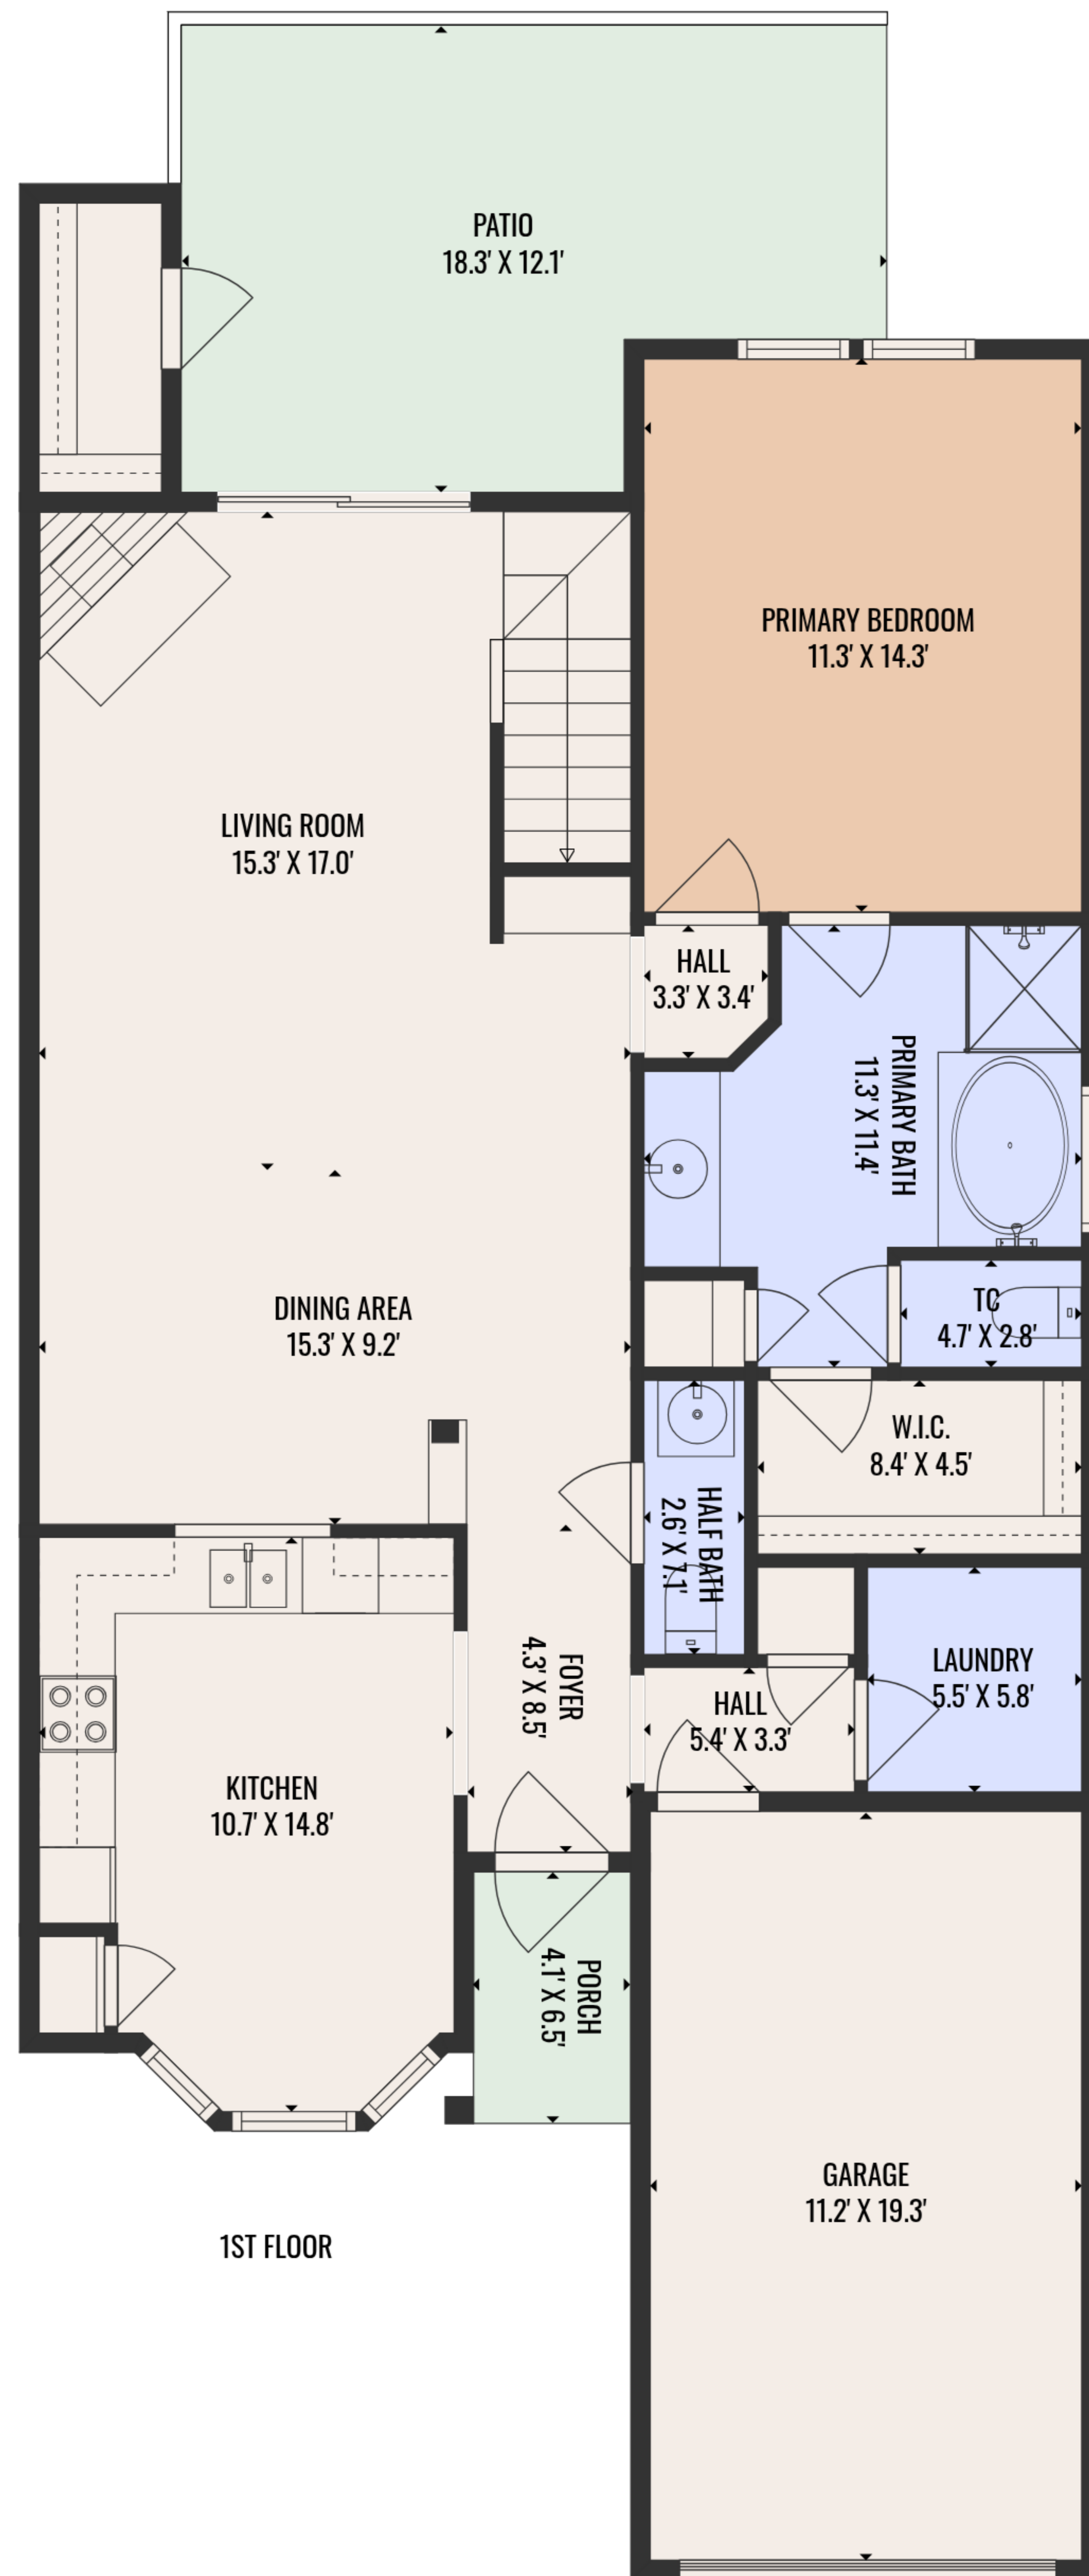 PATIO
18.3' X 12.1'
PRIMARY BEDROOM
11.3' X 14.3'
LIVING ROOM
15.3' X 17.0'
HALL
3.3' X 3.4'
PRIMARY BATH
11.3' X 11.4'
DINING AREA
15.3' X 9.2'
TC
4.7' X 2.8'
W.I.C.
8.4' X 4.5'
HALF BATH
2.6' X 7.1'
FOYER
4.3' X 8.5'
LAUNDRY
5.5' X 5.8'
HALL
5.4' X 3.3'
KITCHEN
10.7' X 14.8'
PORCH
4.1' X 6.5'
GARAGE
11.2' X 19.3'
1ST FLOOR